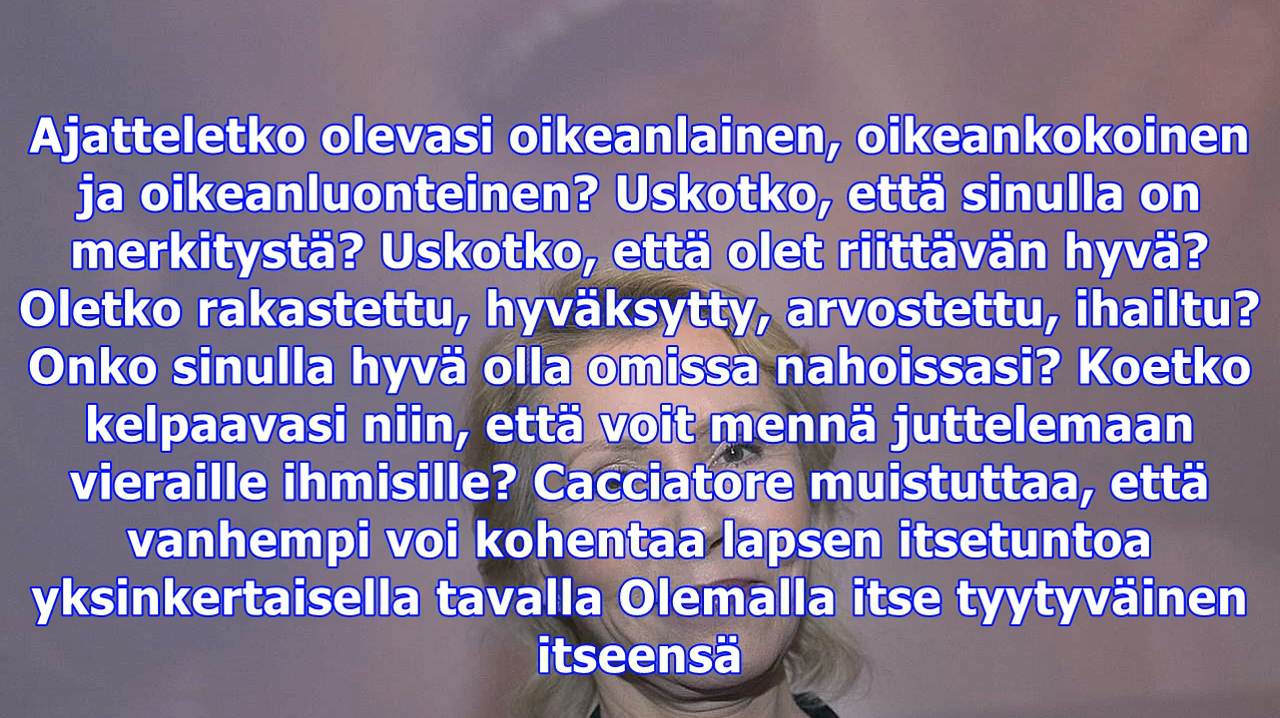 Ajatteletko olevasi oikeanlainen, oikeankokoinen
ja oikeanluonteinen? Uskotko, että sinulla on
merkitystä? Uskotko, että olet riittävän hyvä?
Oletko rakastettu, hyväksytty, arvostettu, ihailtu?
Onko sinulla hyvä olla omissa nahoissasi? Koetko
kelpaavasi niin, että voit mennä juttelemaan
vieraille ihmisille? Cacciatore muistuttaa, että
vanhempi voi kohentaa lapsen itsetuntoa
yksinkertaisella tavalla Olemalla itse tyytyväinen
itseensä